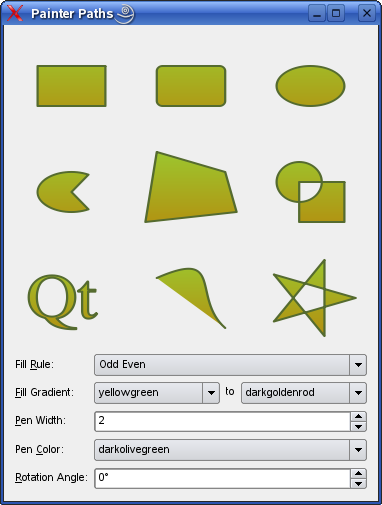 Painter Paths
Qt
Fill Rule: Odd Even
Fill Gradient: yellowgreen to darkgoldenrod
Pen Width: 2
Pen Color: darkolivegreen
Rotation Angle: 0°